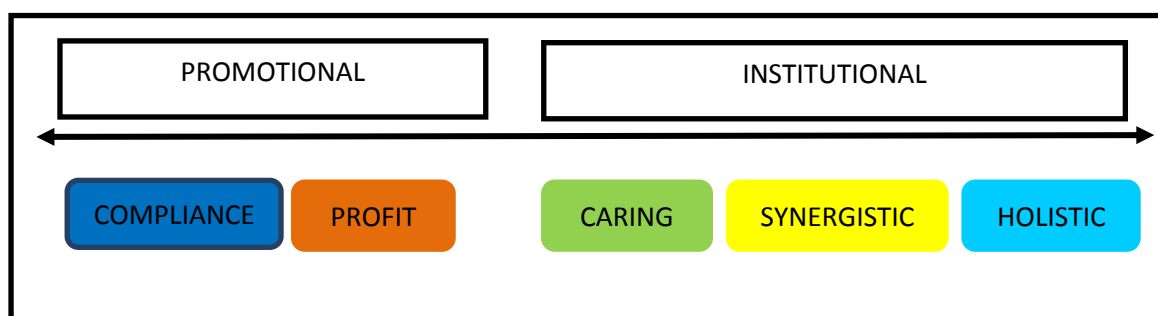 PROMOTIONAL INSTITUTIONAL
COMPLIANCE PROFIT CARING SYNERGISTIC HOLISTIC